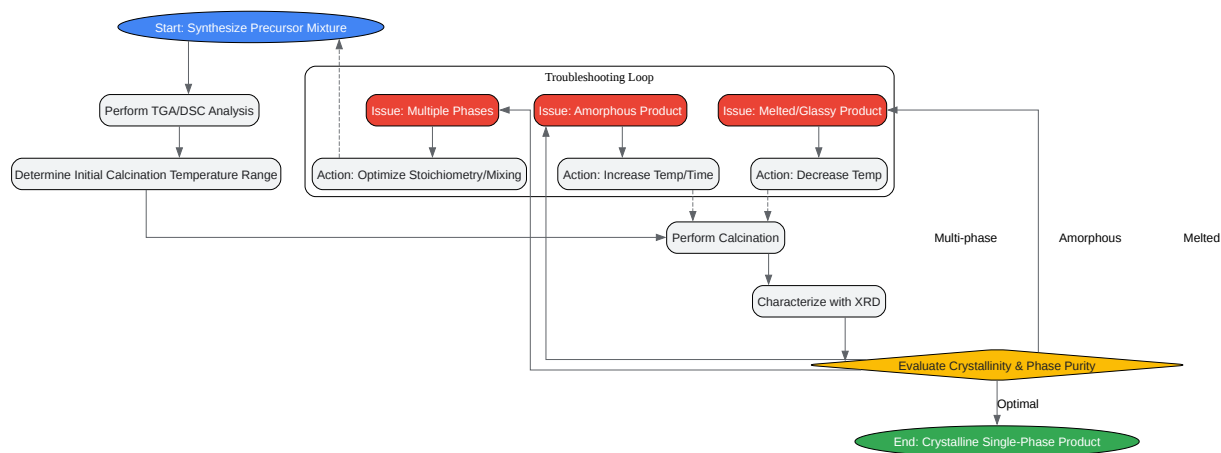 Start: Synthesize Precursor Mixture
Troubleshooting Loop
Perform TGA/DSC Analysis
Issue: Multiple Phases
Issue: Amorphous Product
Issue: Melted/Glassy Product
Determine Initial Calcination Temperature Range
Action: Optimize Stoichiometry/Mixing
Action: Increase Temp/Time
Action: Decrease Temp
Perform Calcination
Multi-phase
Amorphous
Melted
Characterize with XRD
Evaluate Crystallinity & Phase Purity
Optimal
End: Crystalline Single-Phase Product